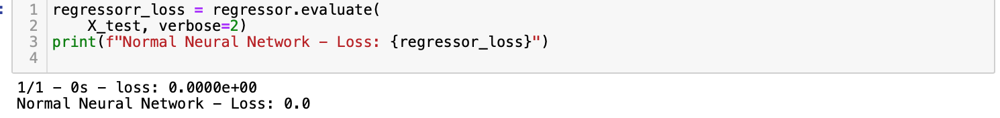 :
1 regressorr_loss = regressor.evaluate(
2     X_test, verbose=2)
3 print(f"Normal Neural Network - Loss: {regressor_loss}")
4
1/1 - 0s - loss: 0.0000e+00
Normal Neural Network - Loss: 0.0